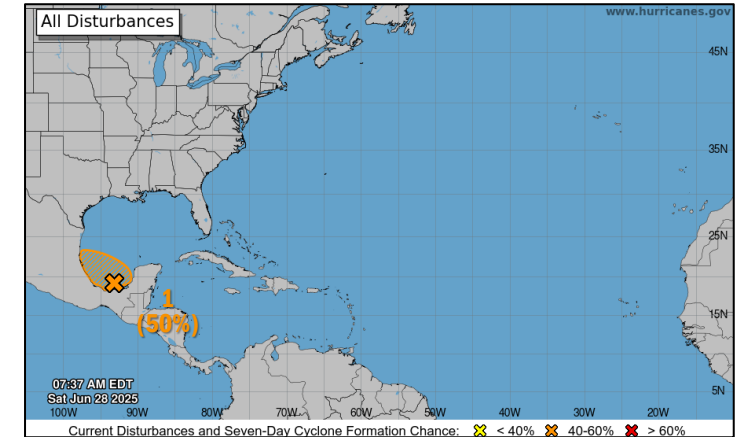 All Disturbances
www.hurricanes.gov
45N
35N
25N
15N
5N
1
(50%)
07:37 AM EDT
Sat Jun 28 2025
100W 90W 80W 70W 60W 50W 40W 30W 20W
Current Disturbances and Seven-Day Cyclone Formation Chance: < 40% 40-60% > 60%